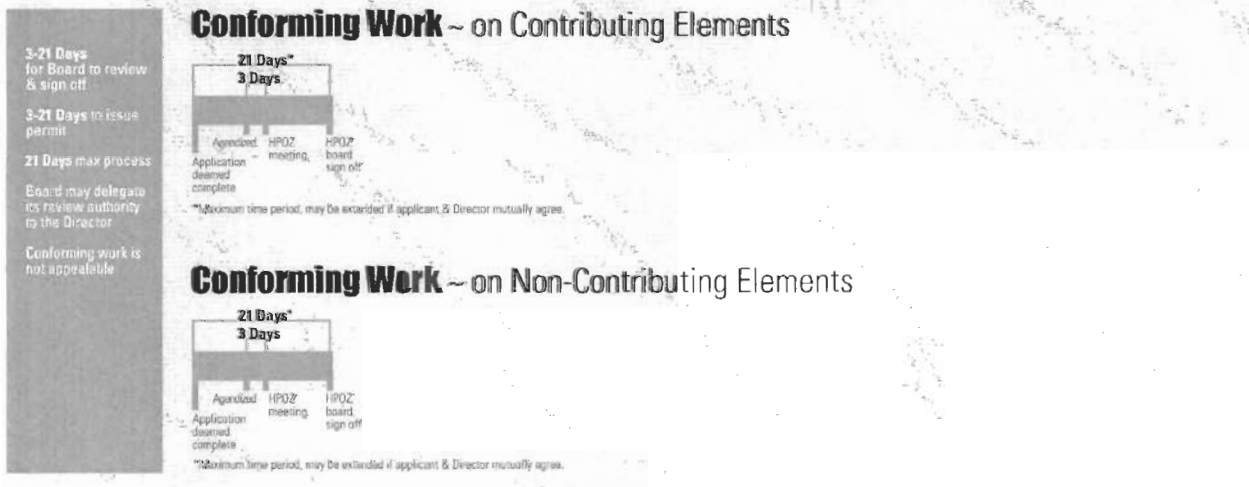 3-21 Days
for Board to review
& sign off
3-21 Days to issue
permit
21 Days max process
Board may delegate
its review authority
to the Director
Conforming work is
not appealable
Conforming Work ~ on Contributing Elements
21 Days*
3 Days
Agendized HPOZ HPOZ
Application meeting board
deemed sign off
complete
*Maximum time period, may be extended if applicant & Director mutually agree.
Conforming Work ~ on Non-Contributing Elements
21 Days*
3 Days
Agendized HPOZ HPOZ
Application meeting board
deemed sign off
complete
*Maximum time period, may be extended if applicant & Director mutually agree.